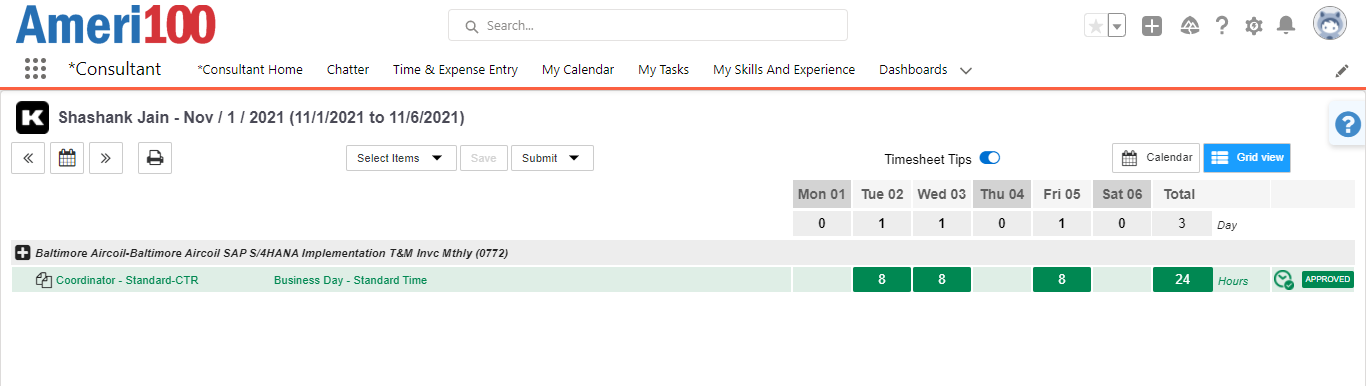 Ameri100
Search...
*Consultant *Consultant Home Chatter Time & Expense Entry My Calendar My Tasks My Skills And Experience Dashboards
K Shashank Jain - Nov / 1 / 2021 (11/1/2021 to 11/6/2021)
Select Items Save Submit Timesheet Tips Calendar Grid view
Mon 01 Tue 02 Wed 03 Thu 04 Fri 05 Sat 06 Total
0 1 1 0 1 0 3 Day
Baltimore Aircoil-Baltimore Aircoil SAP S/4HANA Implementation T&M Invc Mthly (0772)
Coordinator - Standard-CTR Business Day - Standard Time 8 8 8 24 Hours APPROVED